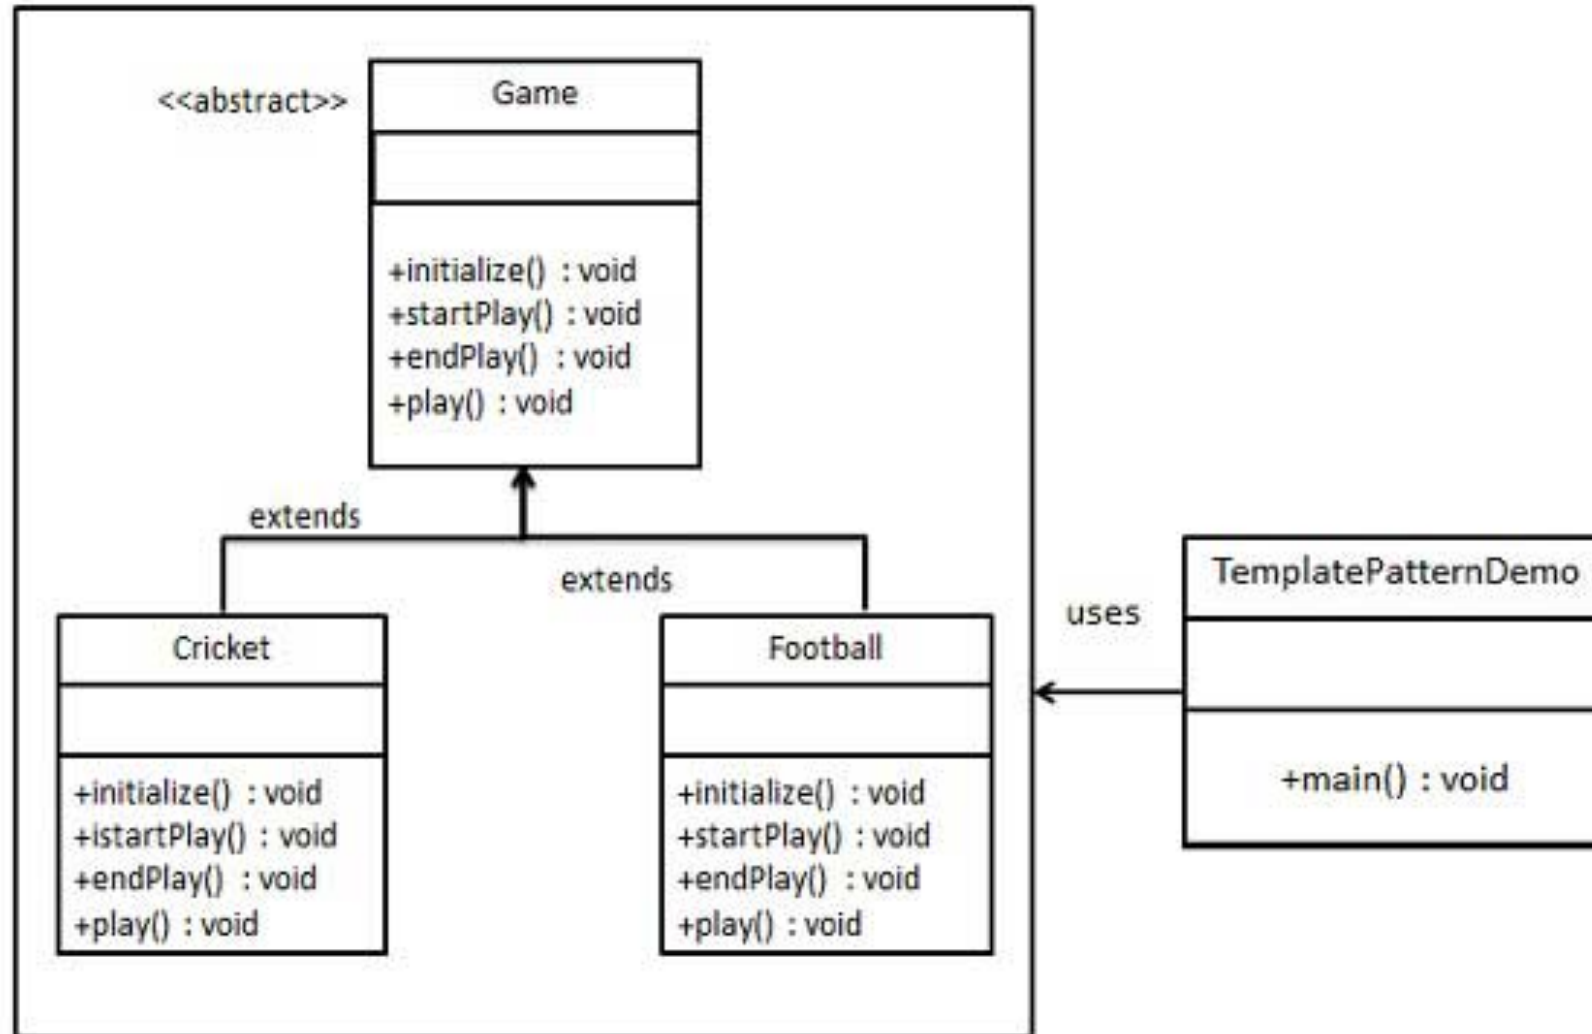 <<abstract>>
Game
+initialize() : void
+startPlay() : void
+endPlay() : void
+play() : void
extends
extends
Cricket
+initialize() : void
+istartPlay() : void
+endPlay() : void
+play() : void
Football
+initialize() : void
+startPlay() : void
+endPlay() : void
+play() : void
uses
TemplatePatternDemo
+main() : void